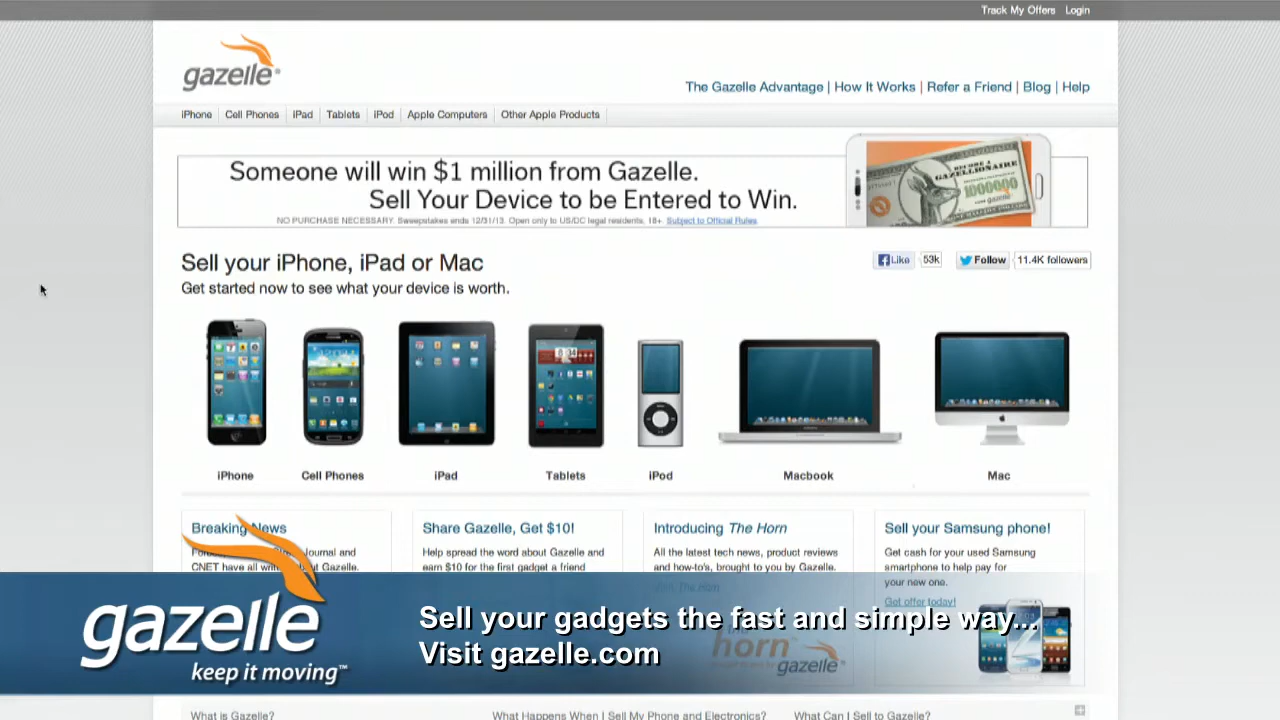 Track My Offers Login
gazelle®
The Gazelle Advantage | How It Works | Refer a Friend | Blog | Help
iPhone Cell Phones iPad Tablets iPod Apple Computers Other Apple Products
Someone will win $1 million from Gazelle.
Sell Your Device to be Entered to Win.
NO PURCHASE NECESSARY. Sweepstakes ends 12/31/13. Open only to US/DC legal residents, 18+. Subject to Official Rules.
BECOME A
GAZELLIONAIRE
1000000
gazelle
Sell your iPhone, iPad or Mac
Like 53k Follow 11.4K followers
Get started now to see what your device is worth.
iPhone Cell Phones iPad Tablets iPod Macbook Mac
Breaking News
Share Gazelle, Get $10!
Help spread the word about Gazelle and
earn $10 for the first gadget a friend
Introducing The Horn
All the latest tech news, product reviews
and how-to's, brought to you by Gazelle.
The Horn
Sell your Samsung phone!
Get cash for your used Samsung
smartphone to help pay for
your new one.
Get offer today!
Journal and
CNET have all Gazelle.
horn™
gazelle
gazelle
keep it moving™
Sell your gadgets the fast and simple way...
Visit gazelle.com
What is Gazelle? What Happens When I Sell My Phone and Electronics? What Can I Sell to Gazelle?